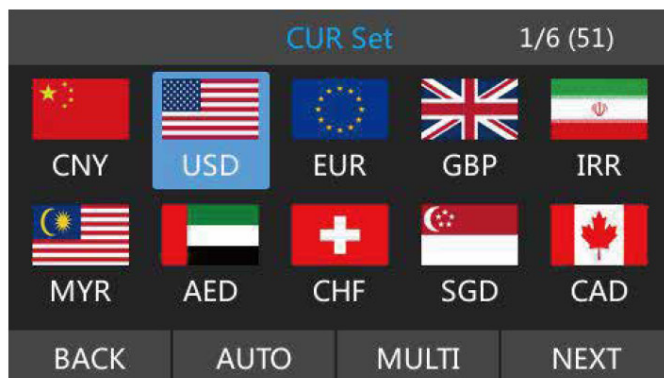 CUR Set 1/6 (51)
CNY USD EUR GBP IRR
MYR AED CHF SGD CAD
BACK AUTO MULTI NEXT